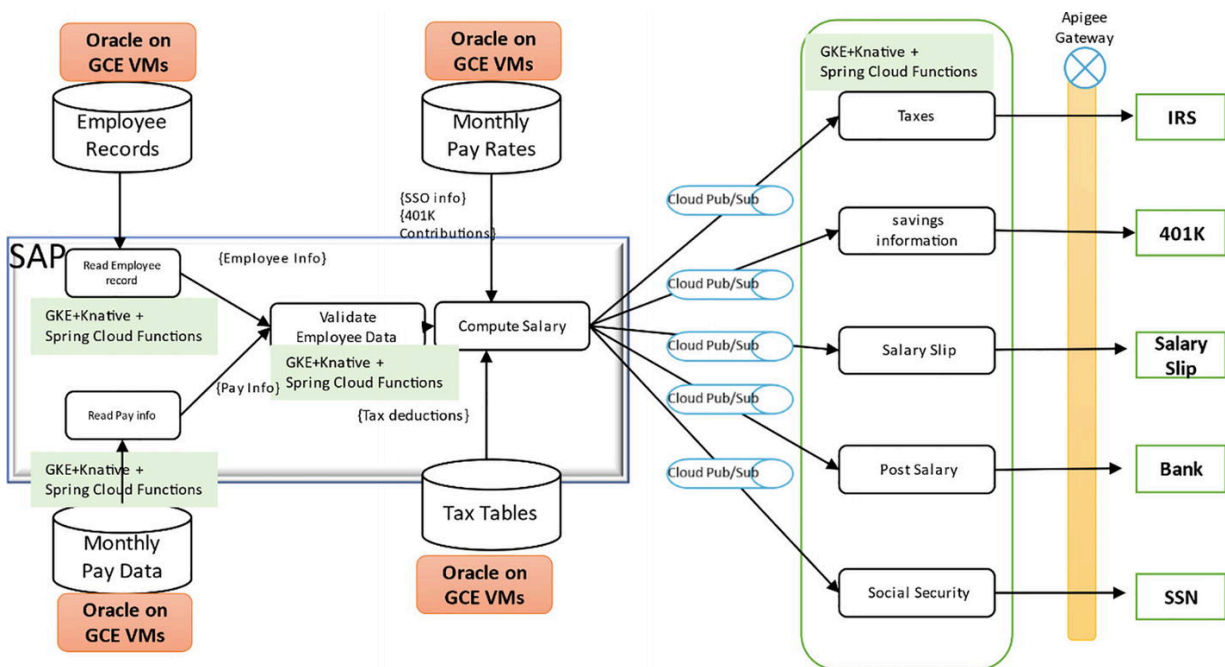 Oracle on
GCE VMs
Employee
Records
Oracle on
GCE VMs
Monthly
Pay Rates
{SSO info}
{401K
Contributions}
SAP
Read Employee
record
{Employee Info}
GKE+Knative +
Spring Cloud Functions
Validate
Employee Data
GKE+Knative +
Spring Cloud Functions
Compute Salary
Read Pay info
{Pay Info}
{Tax deductions}
GKE+Knative +
Spring Cloud Functions
Monthly
Pay Data
Oracle on
GCE VMs
Tax Tables
Oracle on
GCE VMs
Cloud Pub/Sub
Cloud Pub/Sub
Cloud Pub/Sub
Cloud Pub/Sub
Cloud Pub/Sub
GKE+Knative +
Spring Cloud Functions
Taxes
savings
information
Salary Slip
Post Salary
Social Security
Apigee
Gateway
IRS
401K
Salary
Slip
Bank
SSN